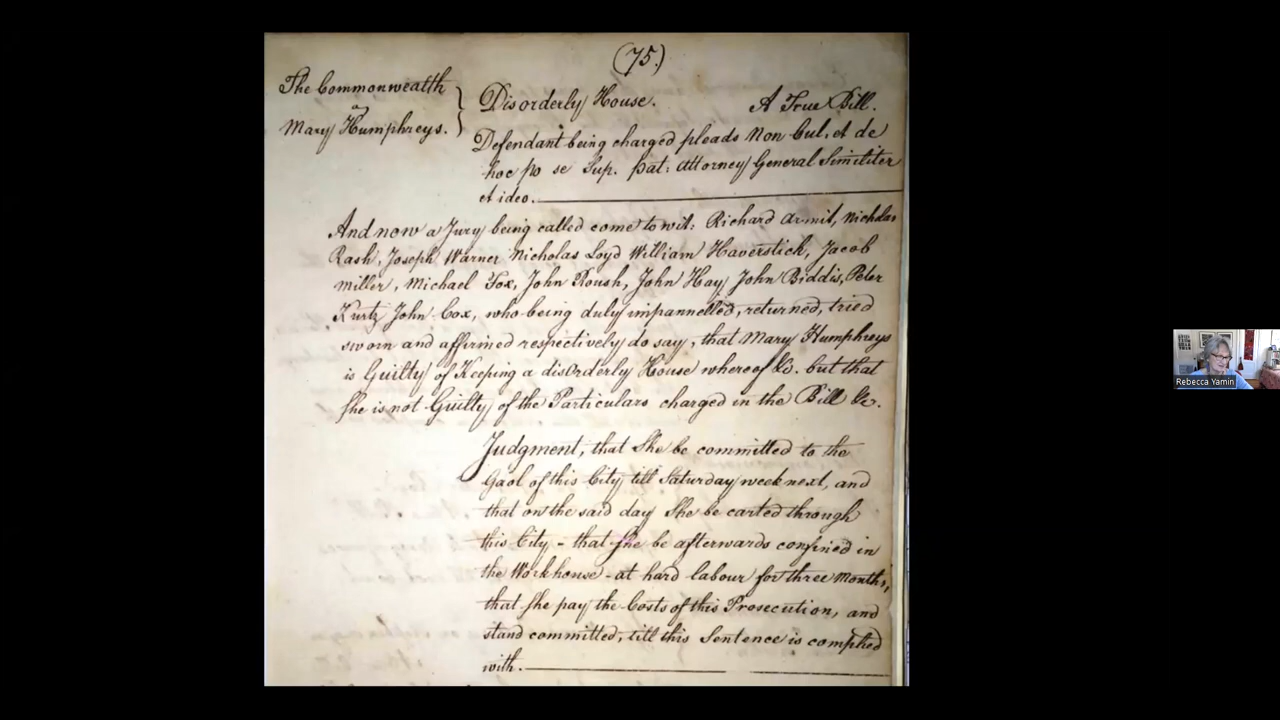 (75.)
The Commonwealth
vs
Mary Humphreys.
Disorderly House. A True Bill.
Defendant being charged pleads Non Cul. et de
hoc po se Sup. pat: Attorney General Similiter
et ideo.
And now a Jury being called come to wit: Richard Armit, Nicholas
Rash, Joseph Warner Nicholas Loyd William Haverstick, Jacob
Miller, Michael Fox, John Roush, John Hay John Biddis, Peter
Kurtz John Cox, who being duly impannelled, returned, tried
sworn and affirmed respectively do say, that Mary Humphreys
is Guilty of Keeping a disorderly House whereof &c. but that
She is not Guilty of the Particulars charged in the Bill &c.
Judgment, that She be committed to the
Gaol of this City till Saturday week next, and
that on the said day She be carted through
this City - that She be afterwards confined in
the Workhouse - at hard labour for three Months,
that She pay the Costs of this Prosecution, and
stand committed, till this Sentence is complied
with.
Rebecca Yamin